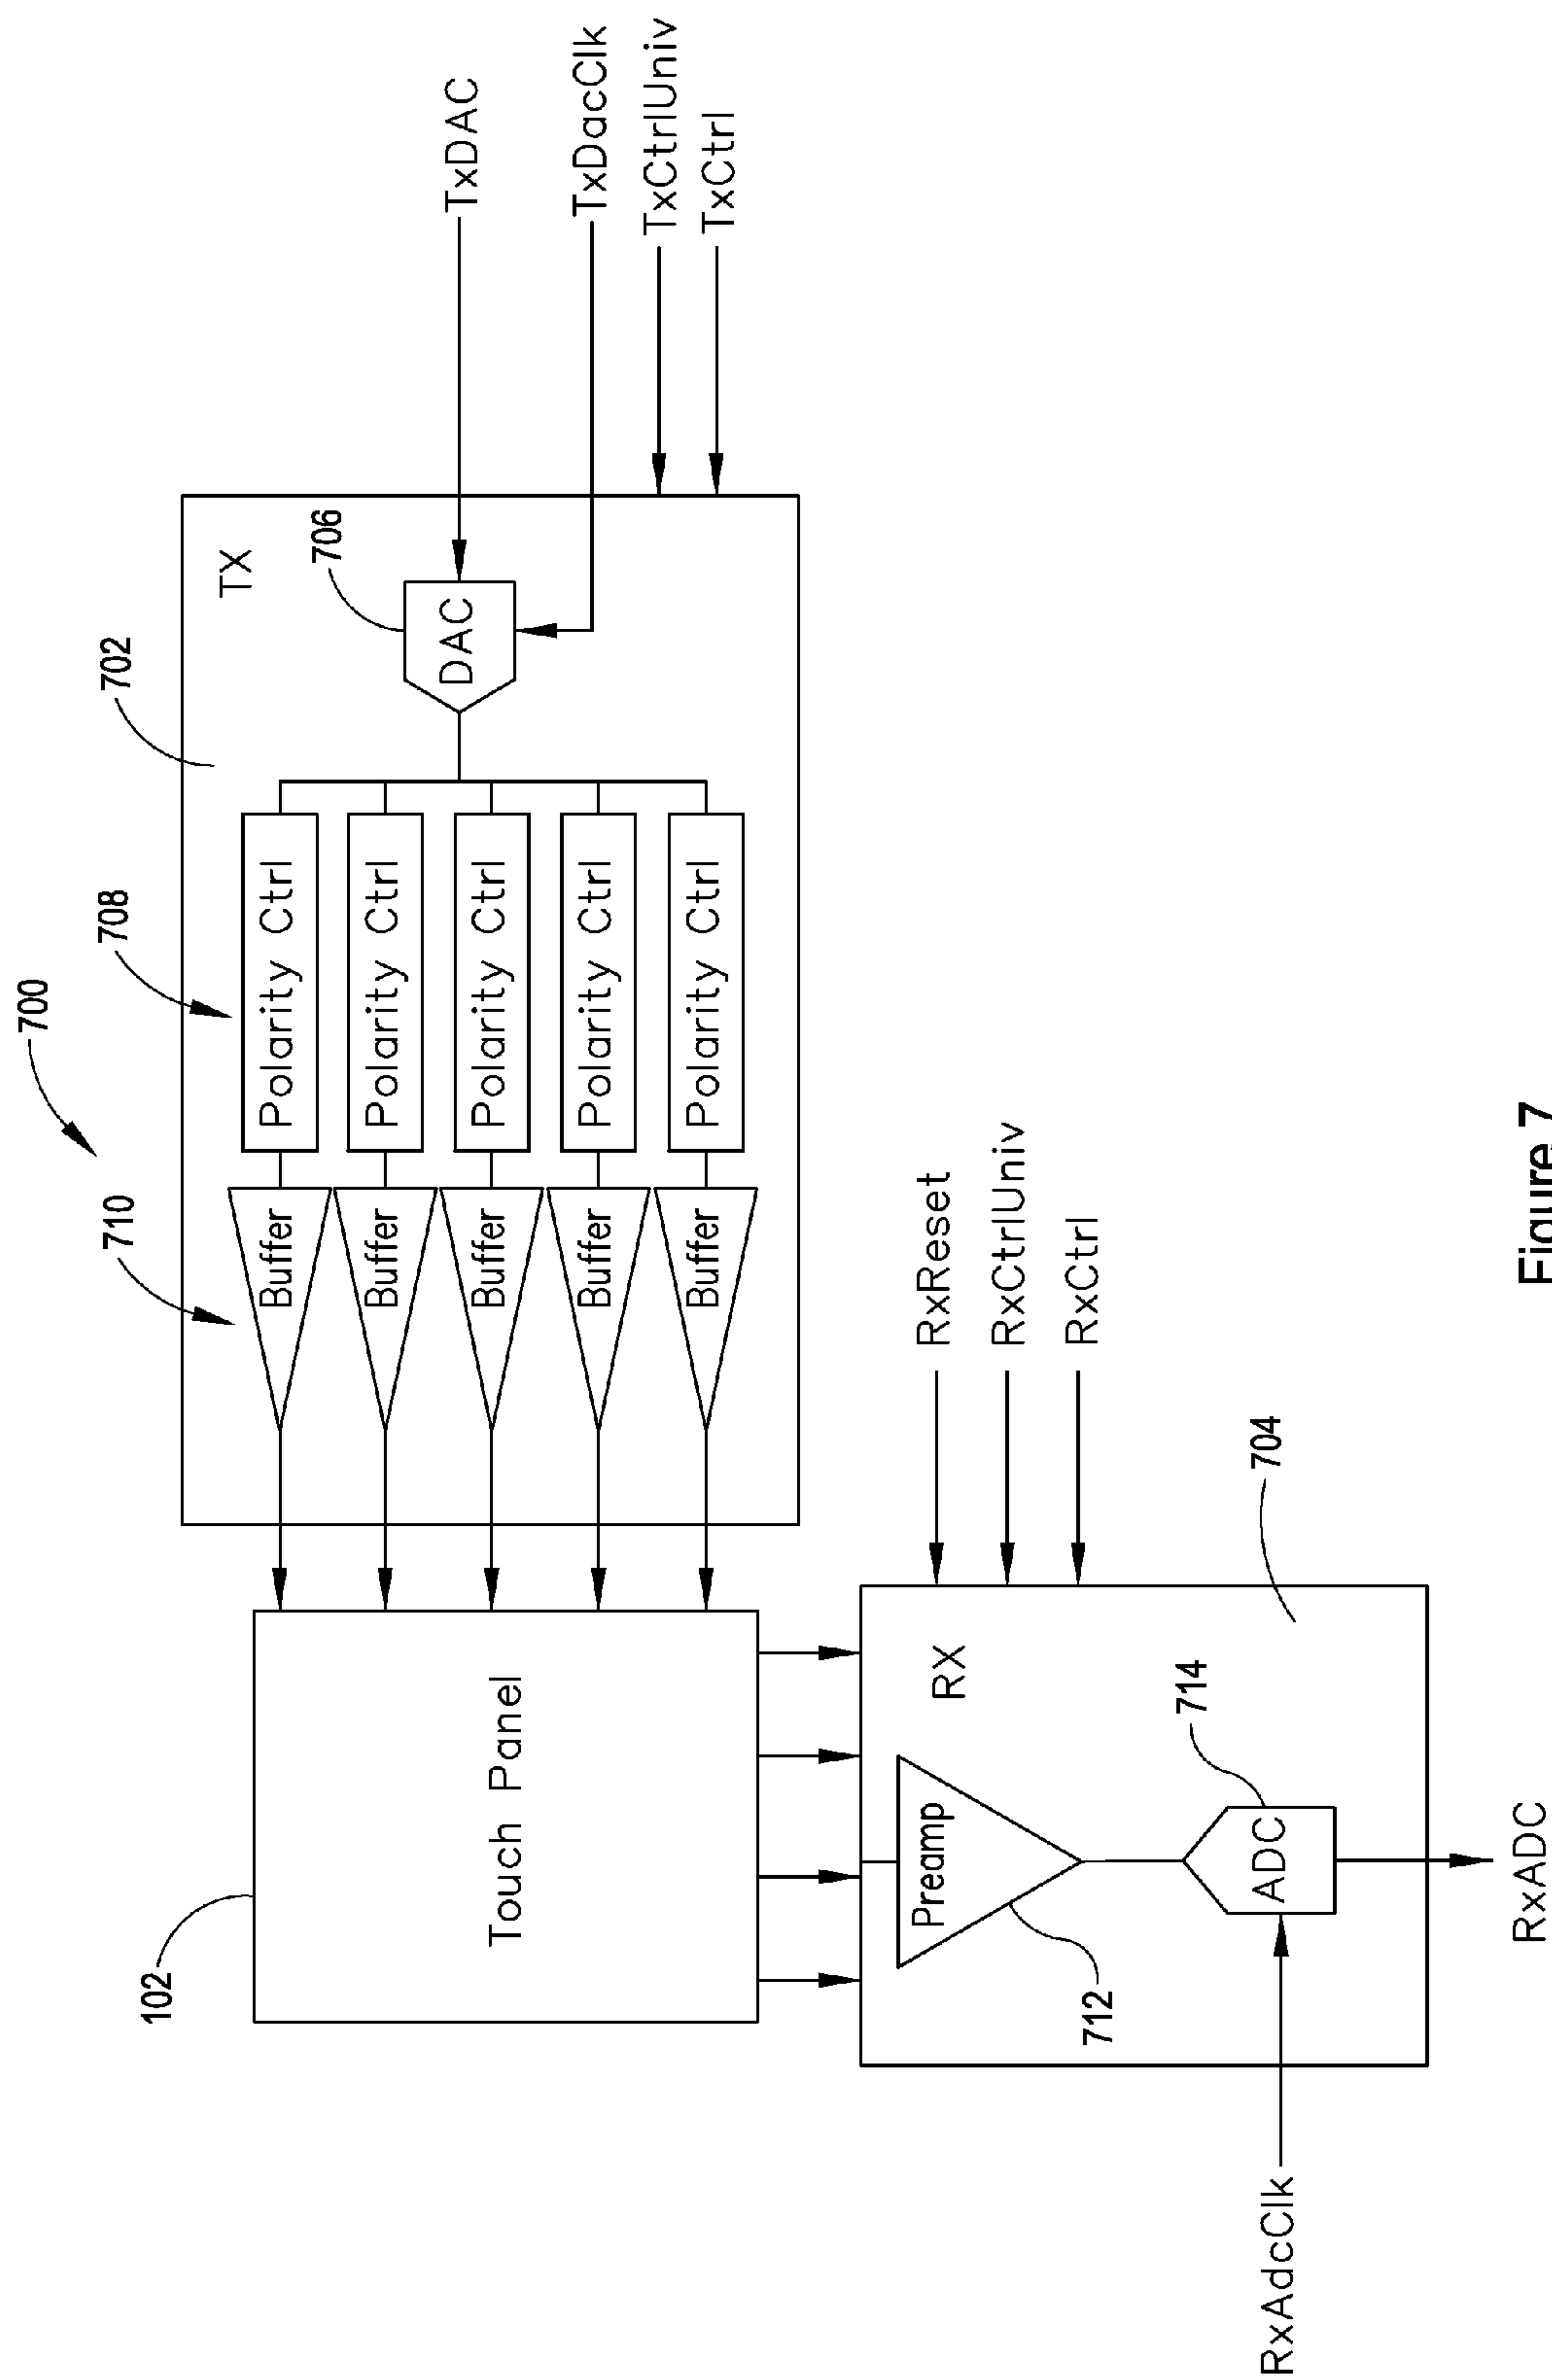 700
102
Touch Panel
710
Buffer
Buffer
Buffer
Buffer
Buffer
708
Polarity Ctrl
Polarity Ctrl
Polarity Ctrl
Polarity Ctrl
Polarity Ctrl
702
TX
706
DAC
TxDAC
TxDacClk
TxCtrlUniv
TxCtrl
RxReset
RxCtrlUniv
RxCtrl
RX
704
Preamp
712
714
ADC
RxAdcClk
RxADC
Figure 7